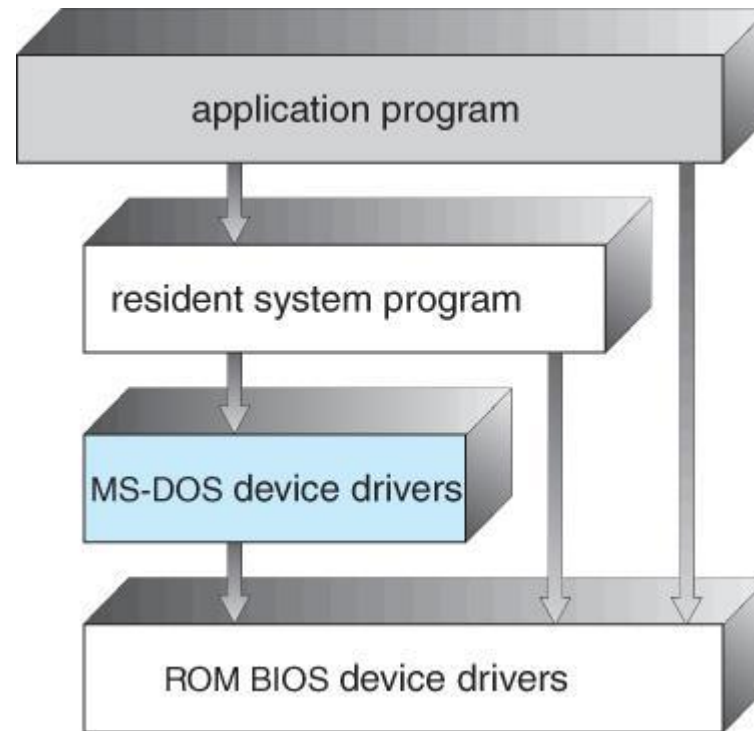 application program
resident system program
MS-DOS device drivers
ROM BIOS device drivers